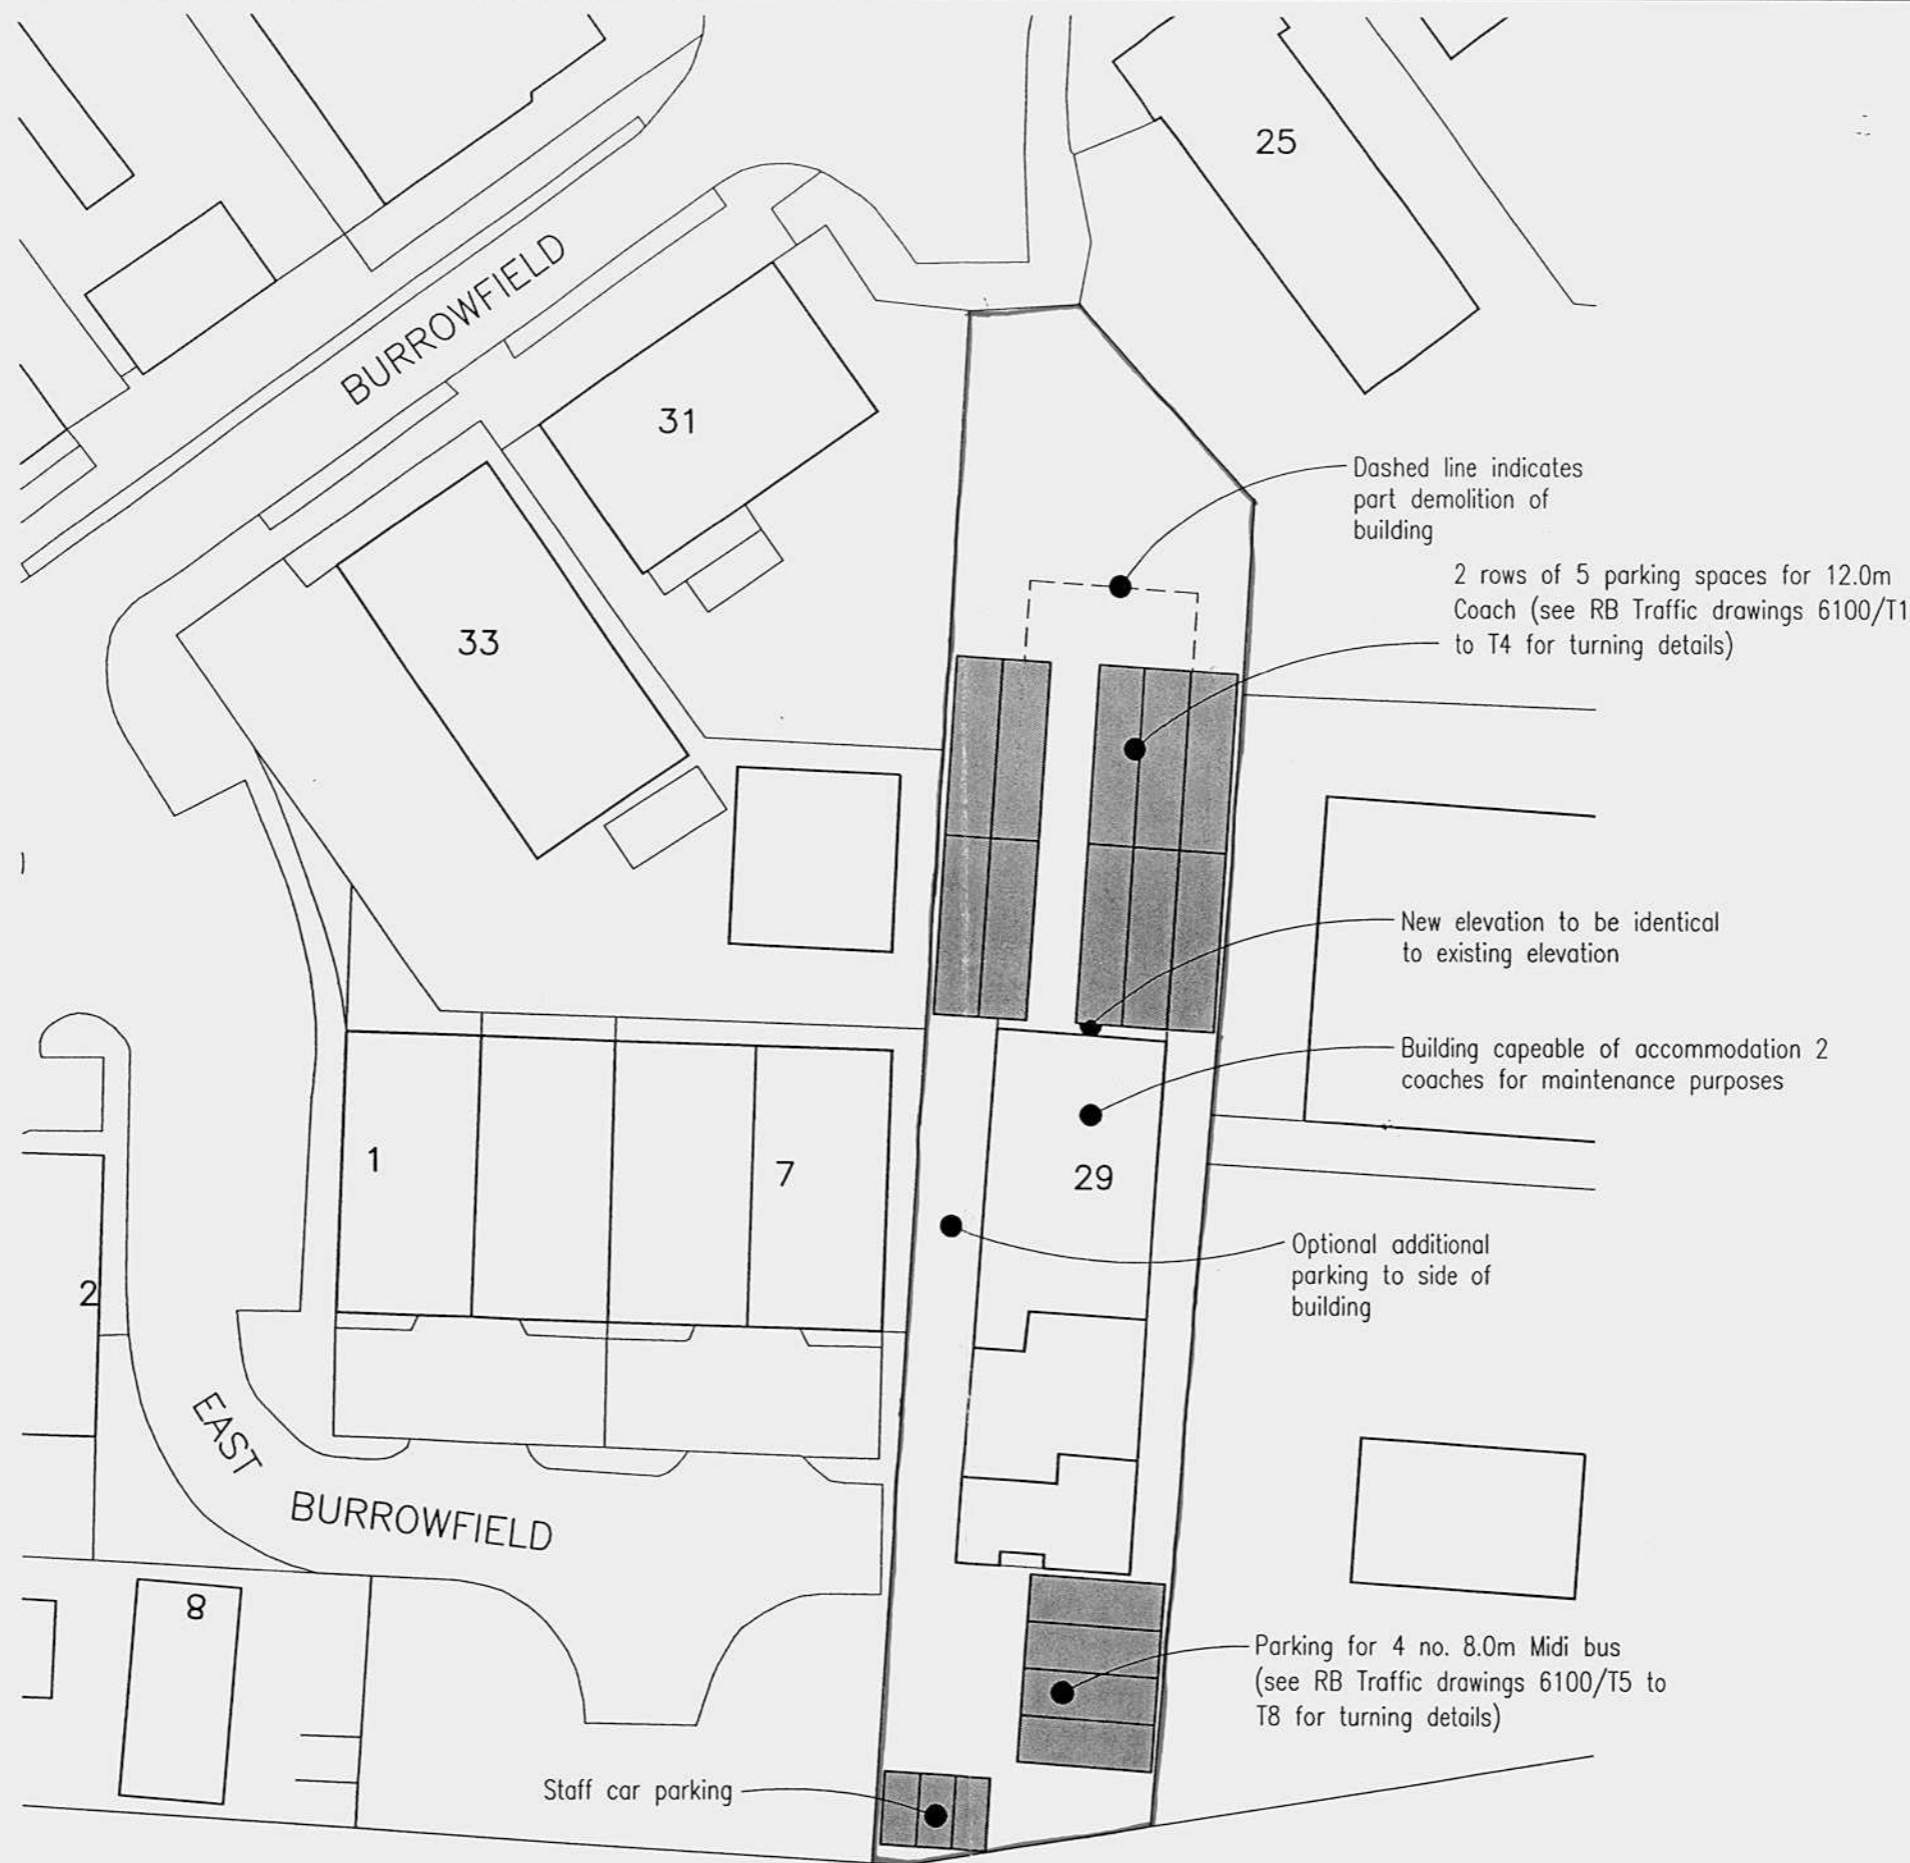 25
BURROWFIELD
31
Dashed line indicates
part demolition of
building
2 rows of 5 parking spaces for 12.0m
Coach (see RB Traffic drawings 6100/T1
to T4 for turning details)
33
New elevation to be identical
to existing elevation
Building capeable of accommodation 2
coaches for maintenance purposes
1
7
29
Optional additional
parking to side of
building
2
EAST
BURROWFIELD
8
Parking for 4 no. 8.0m Midi bus
(see RB Traffic drawings 6100/T5 to
T8 for turning details)
Staff car parking